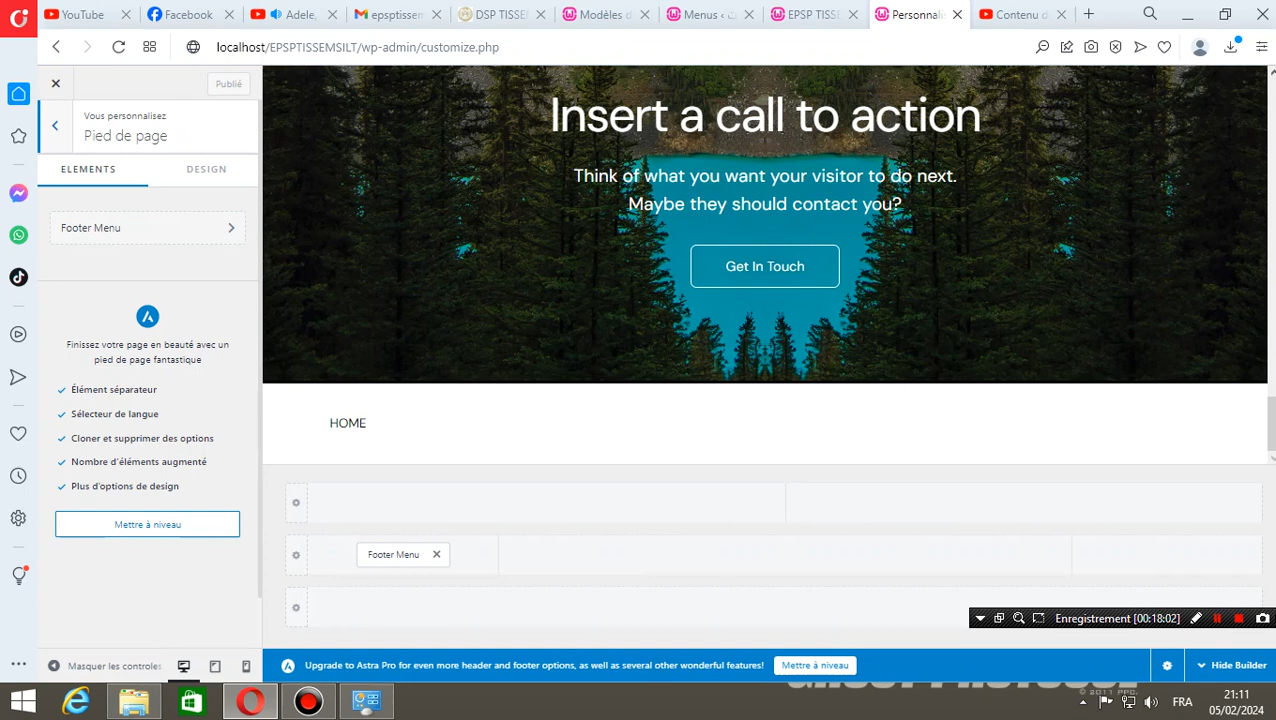 YouTube
Facebook
Adele,
epsptissem
DSP TISSEM
Modèles d
Menus ‹
EPSP TISSE
Personnalis
Contenu d
localhost/EPSPTISSEMSILT/wp-admin/customize.php
Publié
Vous personnalisez
Pied de page
ELEMENTS
DESIGN
Footer Menu
Finissez votre page en beauté avec un
pied de page fantastique
Élément séparateur
Sélecteur de langue
Cloner et supprimer des options
Nombre d'éléments augmenté
Plus d'options de design
Mettre à niveau
Masquer les controles
Insert a call to action
Think of what you want your visitor to do next.
Maybe they should contact you?
Get In Touch
HOME
Footer Menu
Enregistrement [00:18:02]
Upgrade to Astra Pro for even more header and footer options, as well as several other wonderful features!
Mettre à niveau
Hide Builder
© 2011 PPG.
FRA
21:11
05/02/2024